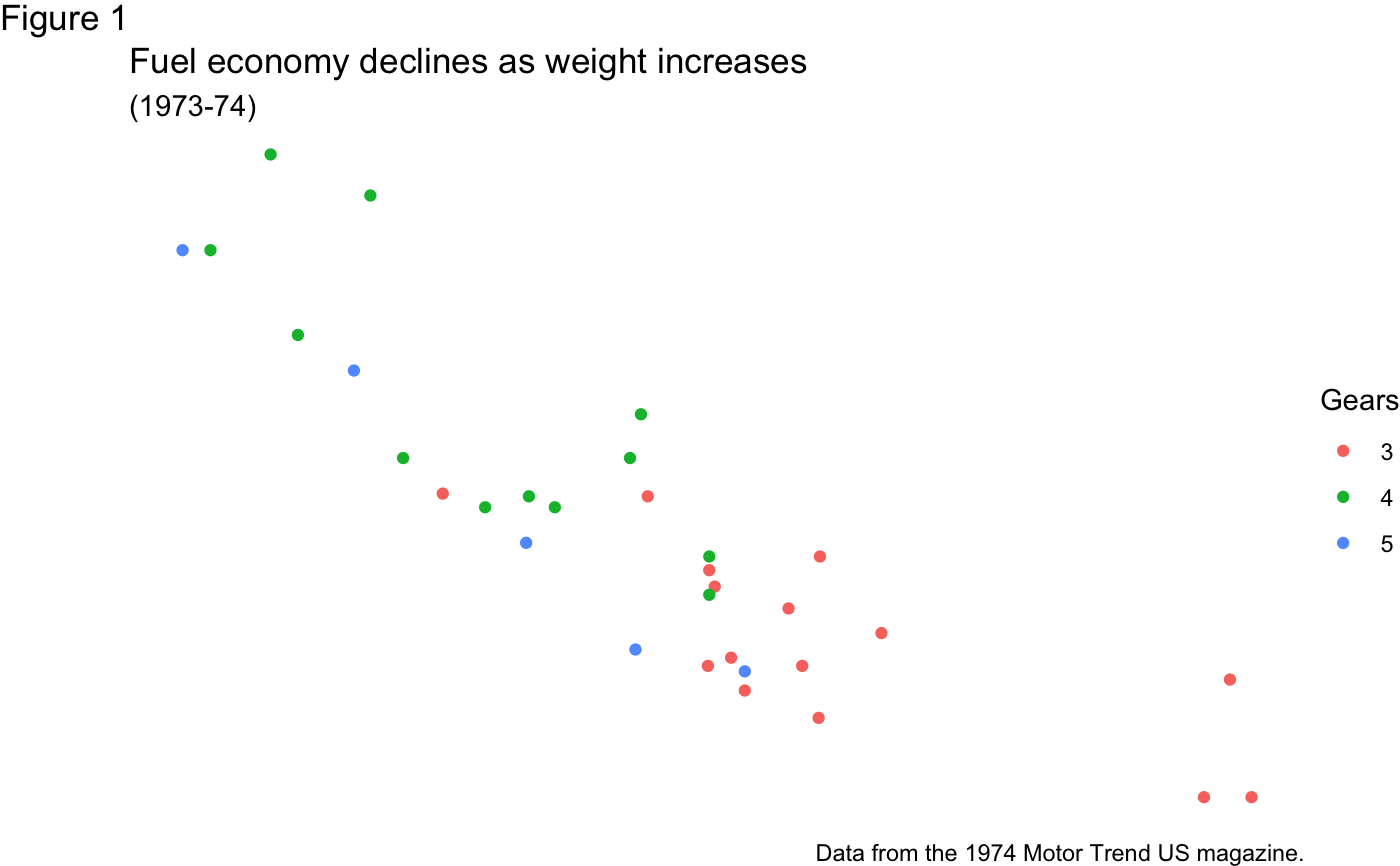 Figure 1
Fuel economy declines as weight increases
(1973-74)
Gears
3
4
5
Data from the 1974 Motor Trend US magazine.